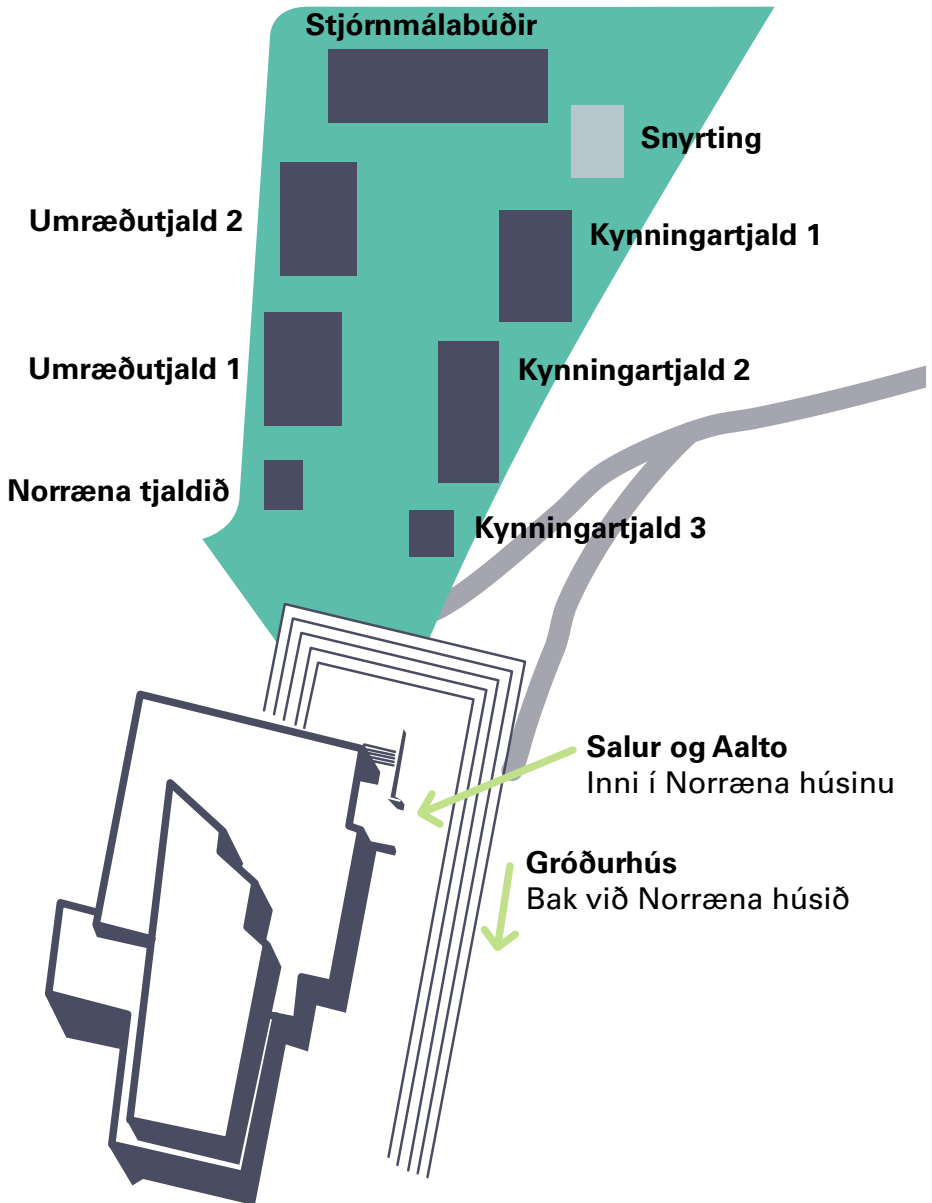 Stjórnmálabúðir
Snyrting
Umræðutjald 2
Kynningartjald 1
Umræðutjald 1
Kynningartjald 2
Norræna tjaldið
Kynningartjald 3
Salur og Aalto
Inni í Norræna húsinu
Gróðurhús
Bak við Norræna húsið